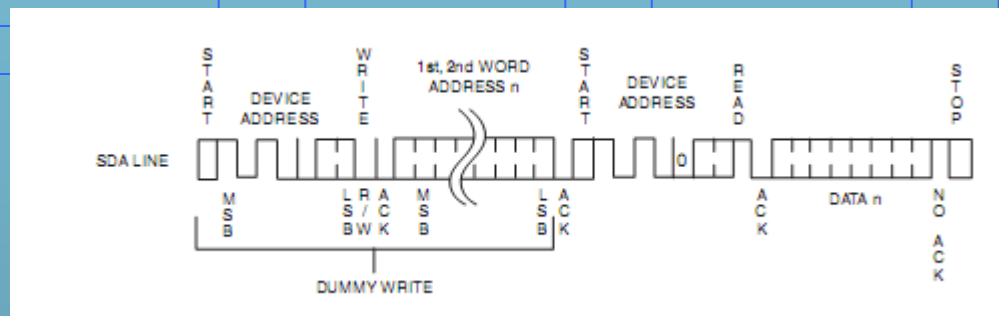 START
WRITE
1st, 2nd WORD
ADDRESS n
START
DEVICE
ADDRESS
READ
STOP
DEVICE
ADDRESS
SDA LINE
0
MSB
LSB
R/W
ACK
MSB
LSB
ACK
ACK
DATA n
NO ACK
DUMMY WRITE